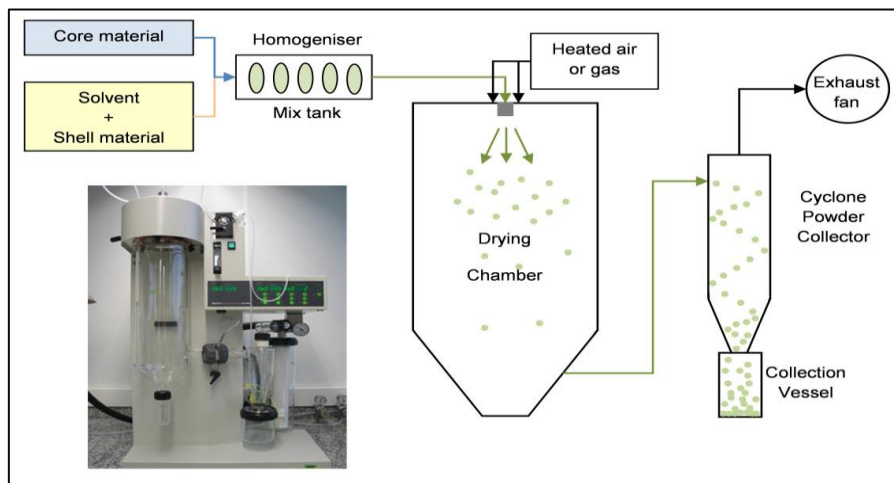 Core material
Solvent
+
Shell material
Homogeniser
Mix tank
Heated air
or gas
Exhaust
fan
Drying
Chamber
Cyclone
Powder
Collector
Collection
Vessel